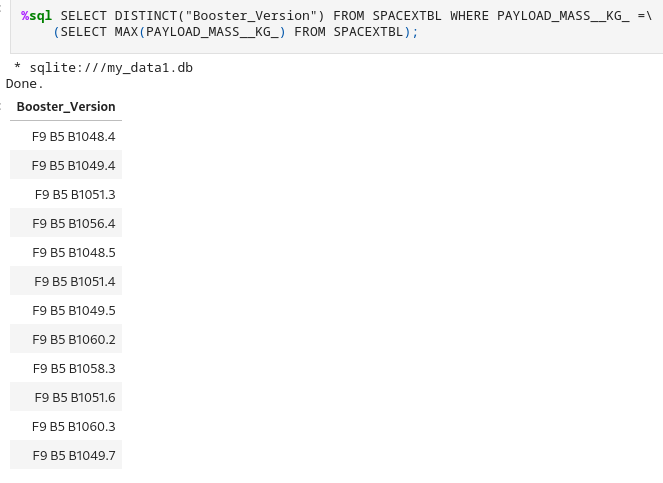 %sql SELECT DISTINCT("Booster_Version") FROM SPACEXTBL WHERE PAYLOAD_MASS__KG_ =\
(SELECT MAX(PAYLOAD_MASS__KG_) FROM SPACEXTBL);
* sqlite:///my_data1.db
Done.
Booster_Version
F9 B5 B1048.4
F9 B5 B1049.4
F9 B5 B1051.3
F9 B5 B1056.4
F9 B5 B1048.5
F9 B5 B1051.4
F9 B5 B1049.5
F9 B5 B1060.2
F9 B5 B1058.3
F9 B5 B1051.6
F9 B5 B1060.3
F9 B5 B1049.7